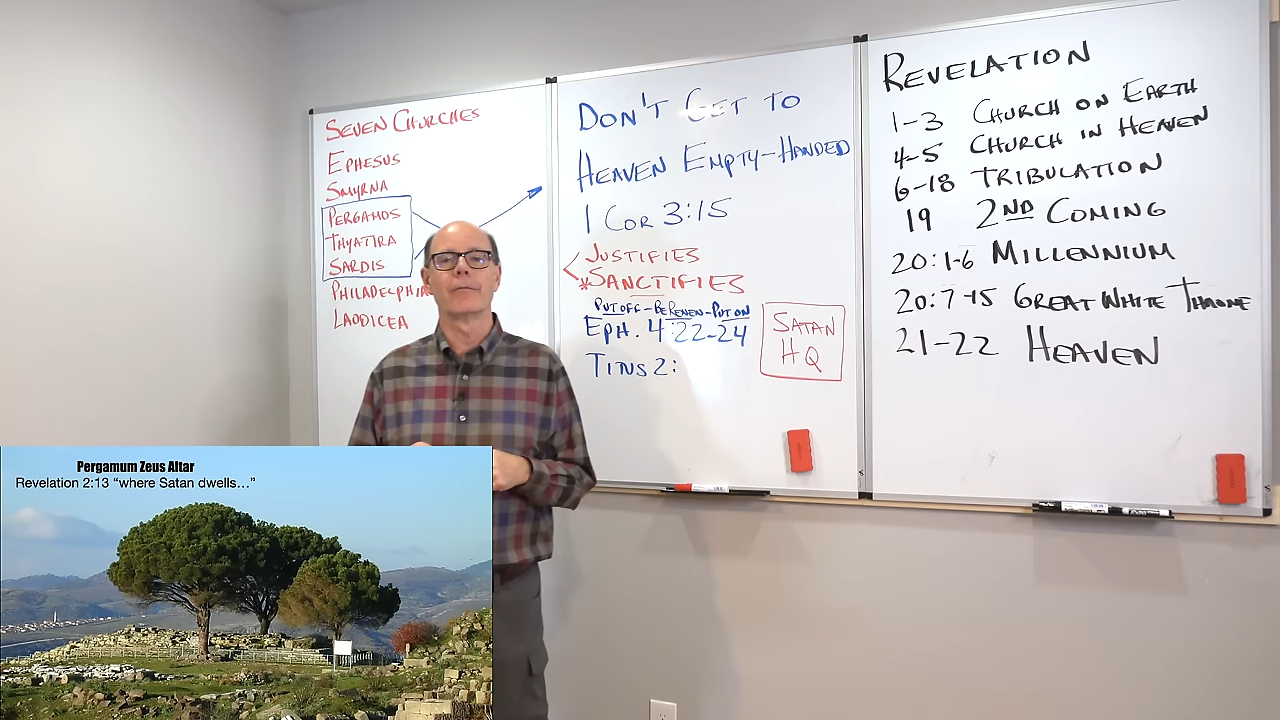 SEVEN CHURCHES
EPHESUS
SMYRNA
PERGAMOS
THYATIRA
SARDIS
PHILADELPHIA
LAODICEA
DON'T GET TO
HEAVEN EMPTY-HANDED
1 COR 3:15
JUSTIFIES
*SANCTIFIES
PUT OFF-BE RENEW-PUT ON
EPH. 4:22-24
TITUS 2:
SATAN
HQ
REVELATION
1-3 CHURCH ON EARTH
4-5 CHURCH IN HEAVEN
6-18 TRIBULATION
19 2ND COMING
20:1-6 MILLENNIUM
20:7-15 GREAT WHITE THRONE
21-22 HEAVEN
Pergamum Zeus Altar
Revelation 2:13 “where Satan dwells…”